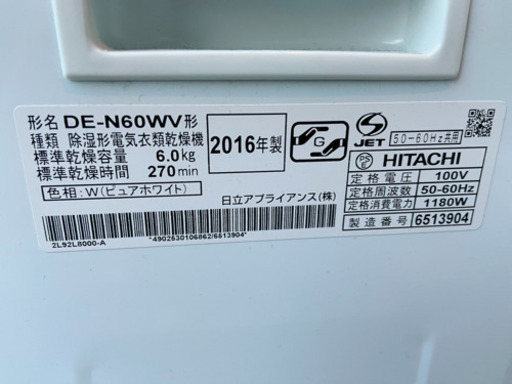 形名 DE-N60WV形
種類 除湿形電気衣類乾燥機
標準乾燥容量 6.0kg
標準乾燥時間 270min
色相:W(ピュアホワイト)
2016年製
G
S
JET
50-60Hz共用
PS
HITACHI
定格電圧 100V
定格周波数 50-60Hz
定格消費電力 1180W
製造番号 6513904
日立アプライアンス(株)
2L92L8000-A
*4902530106862/6513904*